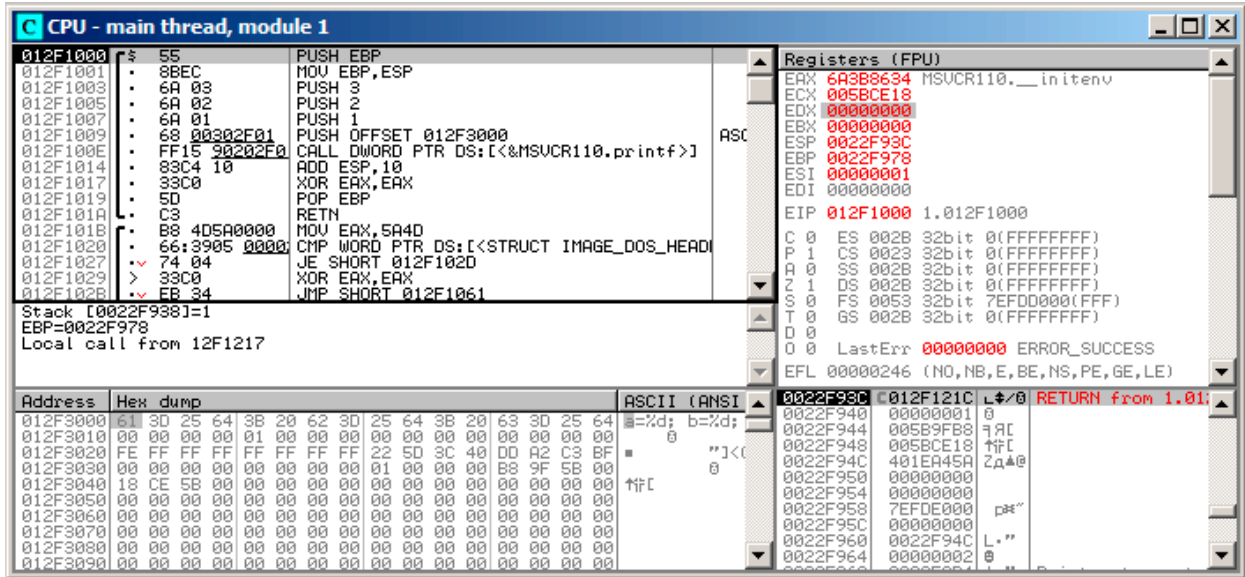 CPU - main thread, module 1
012F1000 $ 55 PUSH EBP
012F1001 . 8BEC MOV EBP,ESP
012F1003 . 6A 03 PUSH 3
012F1005 . 6A 02 PUSH 2
012F1007 . 6A 01 PUSH 1
012F1009 . 68 00302F01 PUSH OFFSET 012F3000 ASC
012F100E . FF15 90202F0 CALL DWORD PTR DS:[<&MSVCR110.printf>]
012F1014 . 83C4 10 ADD ESP,10
012F1017 . 33C0 XOR EAX,EAX
012F1019 . 5D POP EBP
012F101A . C3 RETN
012F101B . B8 4D5A0000 MOV EAX,5A4D
012F1020 . 66:3905 0000 CMP WORD PTR DS:[<STRUCT IMAGE_DOS_HEAD
012F1027 . 74 04 JE SHORT 012F102D
012F1029 > 33C0 XOR EAX,EAX
012F102B . EB 34 JMP SHORT 012F1061
Stack [0022F938]=1
EBP=0022F978
Local call from 12F1217
Registers (FPU)
EAX 6A3B8634 MSVCR110.__initenv
ECX 005BCE18
EDX 00000000
EBX 00000000
ESP 0022F93C
EBP 0022F978
ESI 00000001
EDI 00000000
EIP 012F1000 1.012F1000
C 0 ES 002B 32bit 0(FFFFFFFF)
P 1 CS 0023 32bit 0(FFFFFFFF)
A 0 SS 002B 32bit 0(FFFFFFFF)
Z 1 DS 002B 32bit 0(FFFFFFFF)
S 0 FS 0053 32bit 7EFDD000(FFF)
T 0 GS 002B 32bit 0(FFFFFFFF)
D 0
O 0 LastErr 00000000 ERROR_SUCCESS
EFL 00000246 (NO,NB,E,BE,NS,PE,GE,LE)
Address Hex dump ASCII (ANSI
012F3000 61 3D 25 64 3B 20 62 3D 25 64 3B 20 63 3D 25 64 a=%d; b=%d;
012F3010 00 00 00 00 01 00 00 00 00 00 00 00 00 00 00 00
012F3020 FE FF FF FF FF FF FF FF 22 5D 3C 40 DD A2 C3 BF "]<
012F3030 00 00 00 00 00 00 00 00 01 00 00 00 B8 9F 5B 00
012F3040 18 CE 5B 00 00 00 00 00 00 00 00 00 00 00 00 00
012F3050 00 00 00 00 00 00 00 00 00 00 00 00 00 00 00 00
012F3060 00 00 00 00 00 00 00 00 00 00 00 00 00 00 00 00
012F3070 00 00 00 00 00 00 00 00 00 00 00 00 00 00 00 00
012F3080 00 00 00 00 00 00 00 00 00 00 00 00 00 00 00 00
012F3090 00 00 00 00 00 00 00 00 00 00 00 00 00 00 00 00
0022F93C 012F121C RETURN from 1.01
0022F940 00000001
0022F944 005B9FB8
0022F948 005BCE18
0022F94C 401EA45A
0022F950 00000000
0022F954 00000000
0022F958 7EFDE000
0022F95C 00000000
0022F960 0022F94C
0022F964 00000002